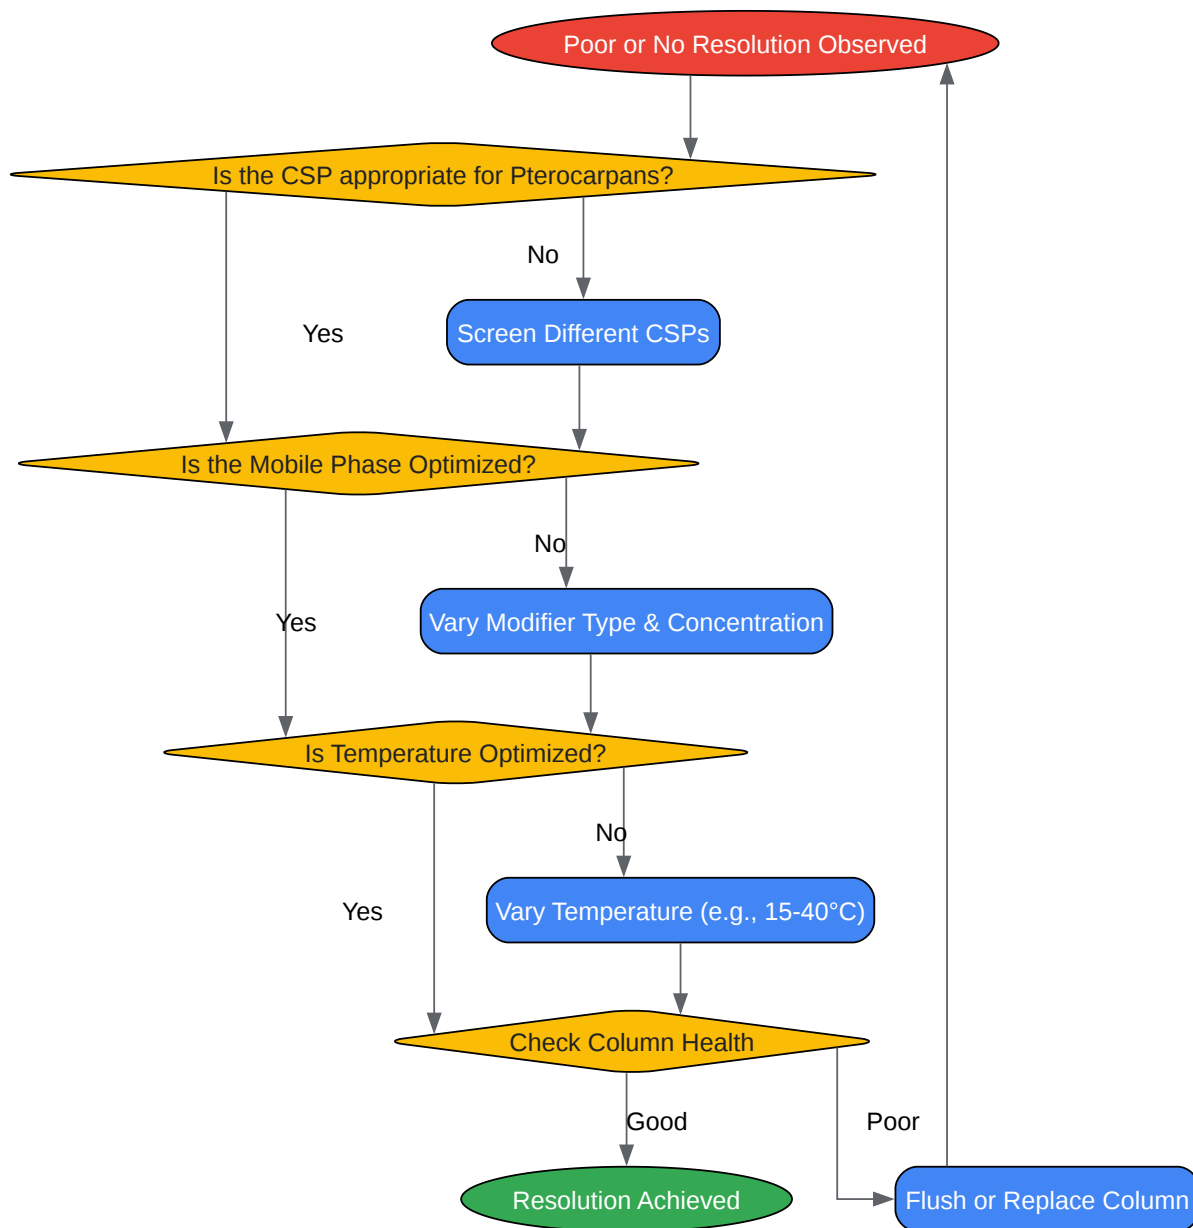 Poor or No Resolution Observed
Is the CSP appropriate for Pterocarpans?
No
Yes
Screen Different CSPs
Is the Mobile Phase Optimized?
No
Yes
Vary Modifier Type & Concentration
Is Temperature Optimized?
No
Yes
Vary Temperature (e.g., 15-40°C)
Check Column Health
Good
Poor
Resolution Achieved
Flush or Replace Column